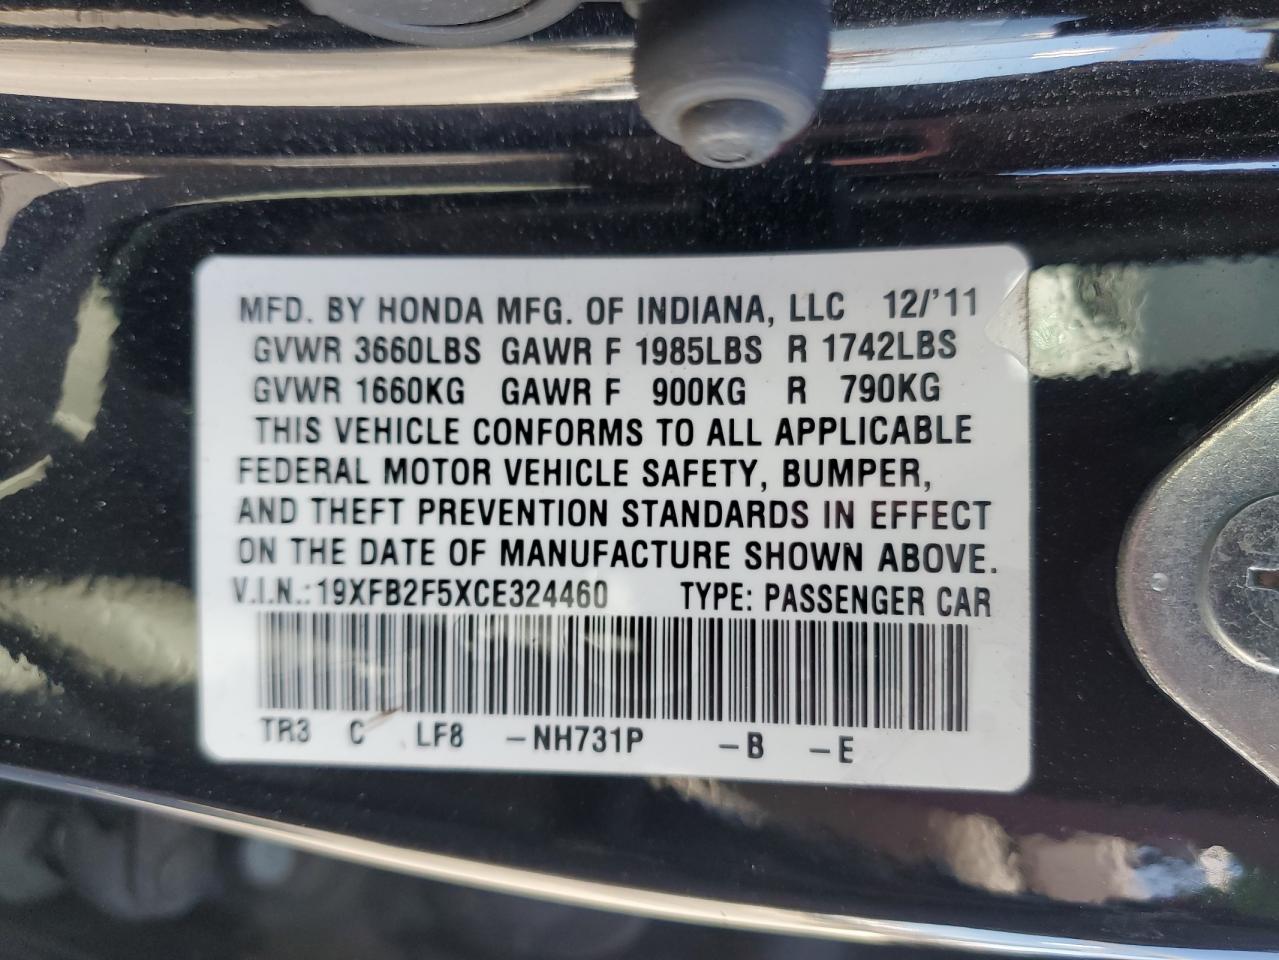 MFD. BY HONDA MFG. OF INDIANA, LLC 12/'11
GVWR 3660LBS GAWR F 1985LBS R 1742LBS
GVWR 1660KG GAWR F 900KG R 790KG
THIS VEHICLE CONFORMS TO ALL APPLICABLE
FEDERAL MOTOR VEHICLE SAFETY, BUMPER,
AND THEFT PREVENTION STANDARDS IN EFFECT
ON THE DATE OF MANUFACTURE SHOWN ABOVE.
V.I.N.: 19XFB2F5XCE324460 TYPE: PASSENGER CAR
TR3 C LF8 -NH731P -B -E